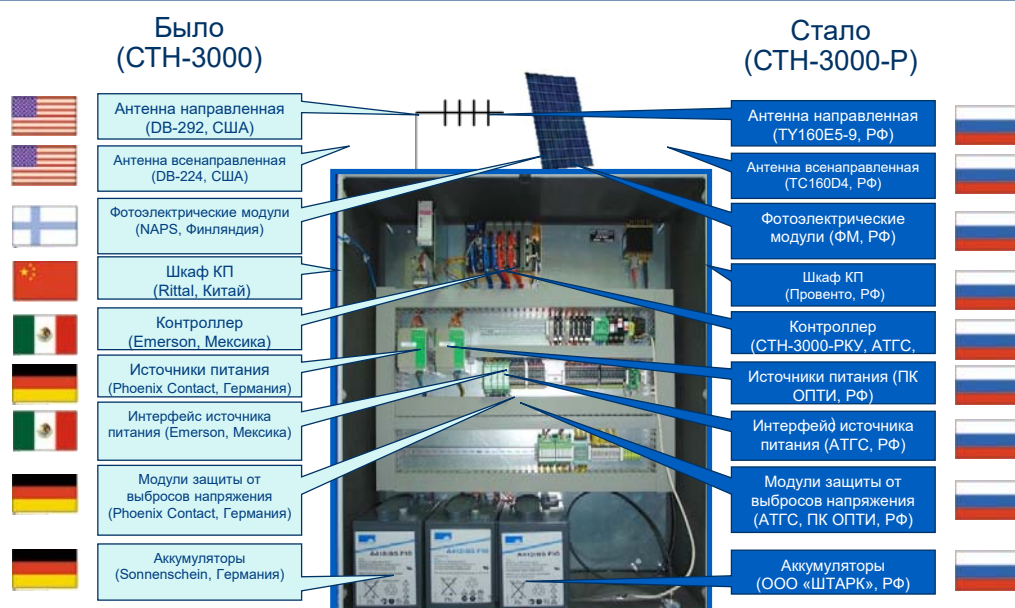 Было
(СТН-3000)
Стало
(СТН-3000-Р)
Антенна направленная
(DB-292, США)
Антенна всенаправленная
(DB-224, США)
Фотоэлектрические модули
(NAPS, Финляндия)
Шкаф КП
(Rittal, Китай)
Контроллер
(Emerson, Мексика)
Источники питания
(Phoenix Contact, Германия)
Интерфейс источника
питания (Emerson, Мексика)
Модули защиты от
выбросов напряжения
(Phoenix Contact, Германия)
Аккумуляторы
(Sonnenschein, Германия)
Антенна направленная
(TY160E5-9, РФ)
Антенна всенаправленная
(TC160D4, РФ)
Фотоэлектрические
модули (ФМ, РФ)
Шкаф КП
(Провенто, РФ)
Контроллер
(СТН-3000-РКУ, АТГС,
Источники питания (ПК
ОПТИ, РФ)
Интерфейс источника
питания (АТГС, РФ)
Модули защиты от
выбросов напряжения
(АТГС, ПК ОПТИ, РФ)
Аккумуляторы
(ООО «ШТАРК», РФ)